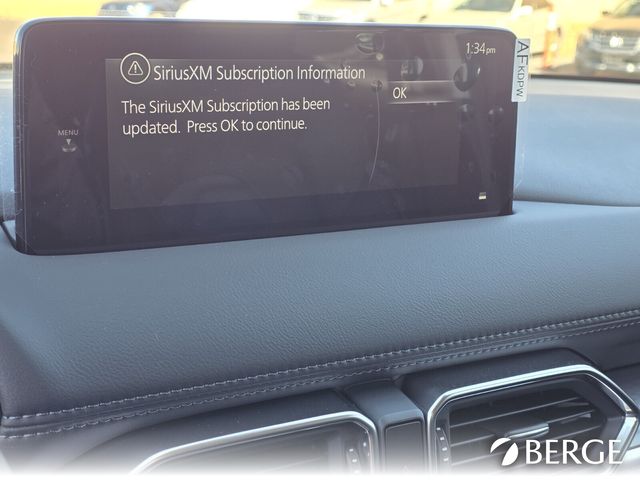 1:34pm
SiriusXM Subscription Information
The SiriusXM Subscription has been
updated. Press OK to continue.
OK
MENU
AFKDPW
BERGE